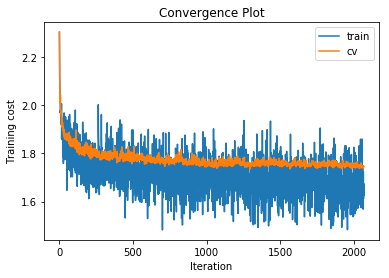 Convergence Plot
train
cv
Training cost
2.2
2.0
1.8
1.6
0
500
1000
1500
2000
Iteration